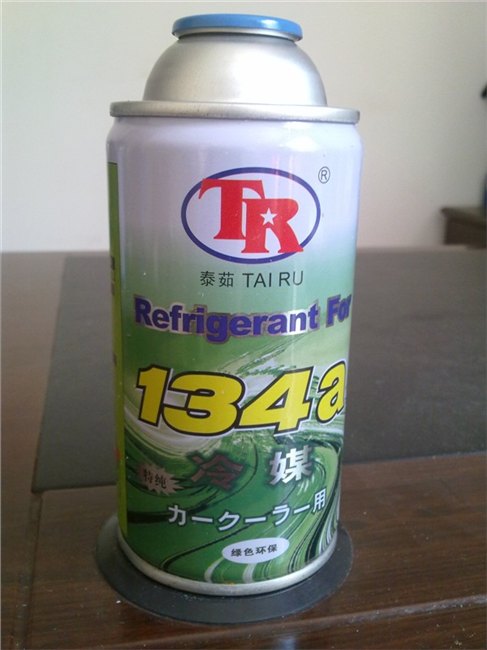 TR ®
泰茹 TAI RU
Refrigerant For
134a
冷媒
特纯
カークーラー用
绿色环保